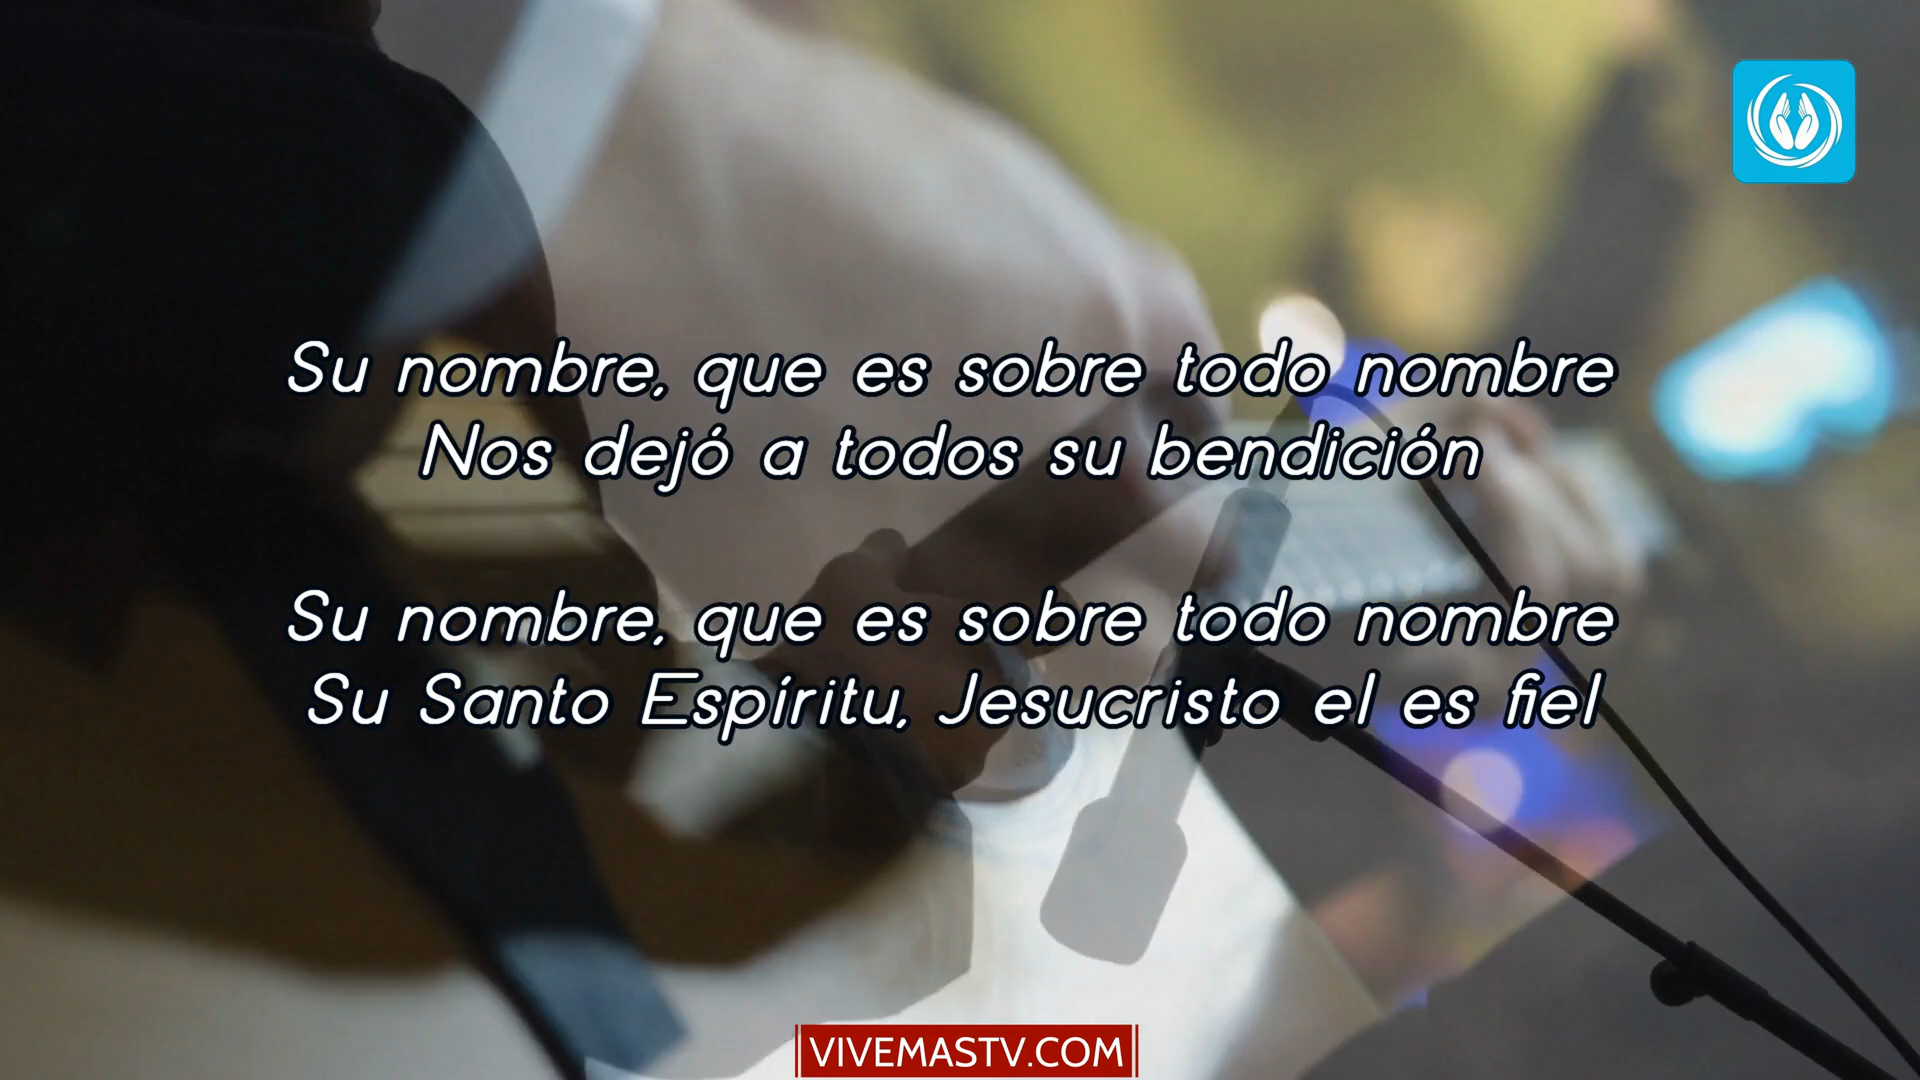 Su nombre, que es sobre todo nombre
Nos dejó a todos su bendición
Su nombre, que es sobre todo nombre
Su Santo Espíritu, Jesucristo el es fiel
VIVEMASTV.COM